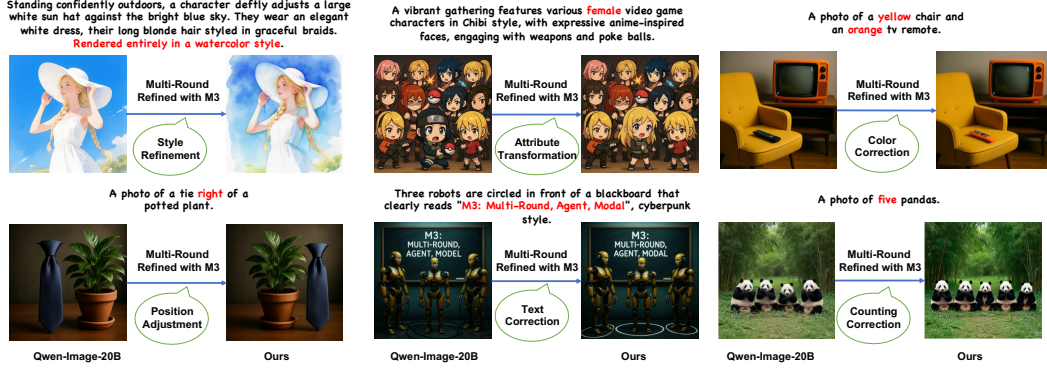 Standing confidently outdoors, a character deftly adjusts a large
white sun hat against the bright blue sky. They wear an elegant
white dress, their long blonde hair styled in graceful braids.
Rendered entirely in a watercolor style.
Multi-Round
Refined with M3
Style
Refinement
A vibrant gathering features various female video game
characters in Chibi style, with expressive anime-inspired
faces, engaging with weapons and poke balls.
Multi-Round
Refined with M3
Attribute
Transformation
A photo of a yellow chair and
an orange tv remote.
Multi-Round
Refined with M3
Color
Correction
A photo of a tie right of a
potted plant.
Multi-Round
Refined with M3
Position
Adjustment
Qwen-Image-20B
Ours
Three robots are circled in front of a blackboard that
clearly reads "M3: Multi-Round, Agent, Modal", cyberpunk
style.
M3:
MULTI-ROUND,
AGENT, MODEL
Multi-Round
Refined with M3
Text
Correction
M3:
MULTI-ROUND,
AGENT, MODAL
Qwen-Image-20B
Ours
A photo of five pandas.
Multi-Round
Refined with M3
Counting
Correction
Qwen-Image-20B
Ours